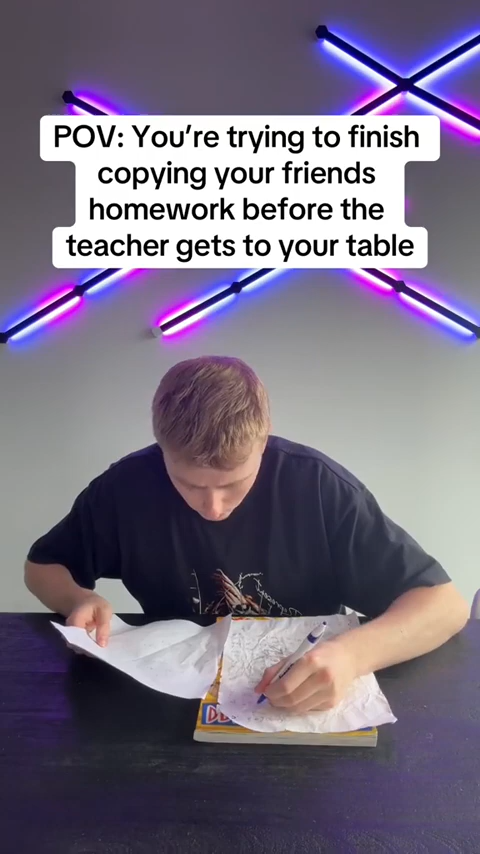 POV: You’re trying to finish
copying your friends
homework before the
teacher gets to your table